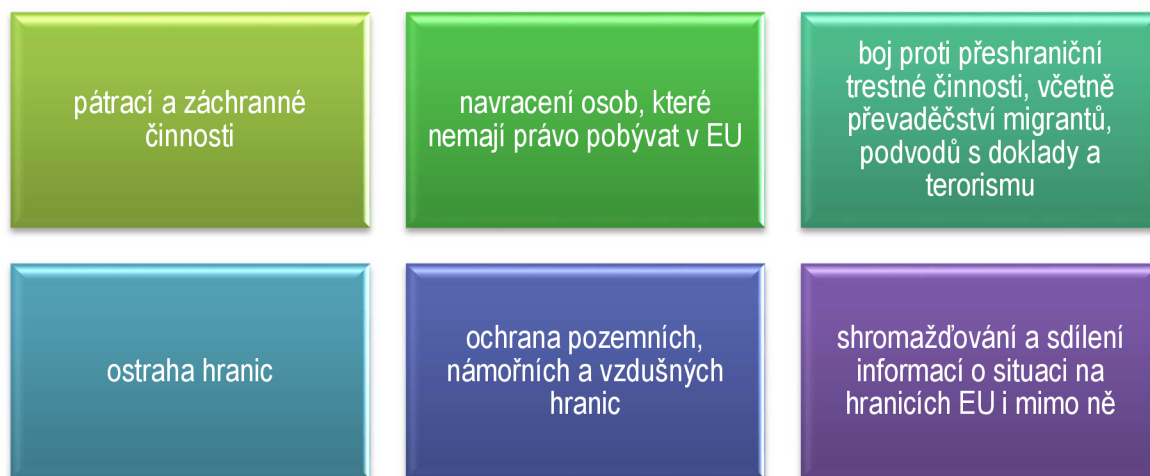 pátrací a záchranné
činnosti
navracení osob, které
nemají právo pobývat v EU
boj proti přeshraniční
trestné činnosti, včetně
převaděčství migrantů,
podvodů s doklady a
terorismu
ostraha hranic
ochrana pozemních,
námořních a vzdušných
hranic
shromažďování a sdílení
informací o situaci na
hranicích EU i mimo ně